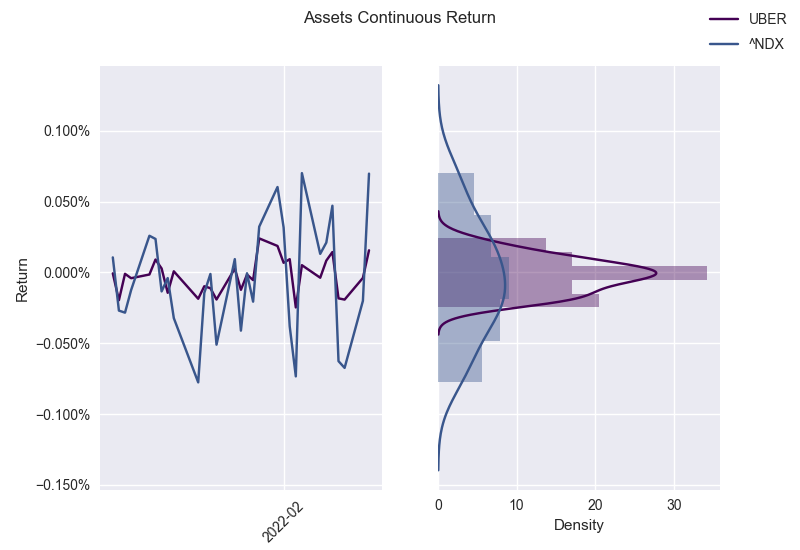 Assets Continuous Return
UBER
^NDX
Return
0.100%
0.050%
0.000%
−0.050%
−0.100%
−0.150%
2022-02
0
10
20
30
Density